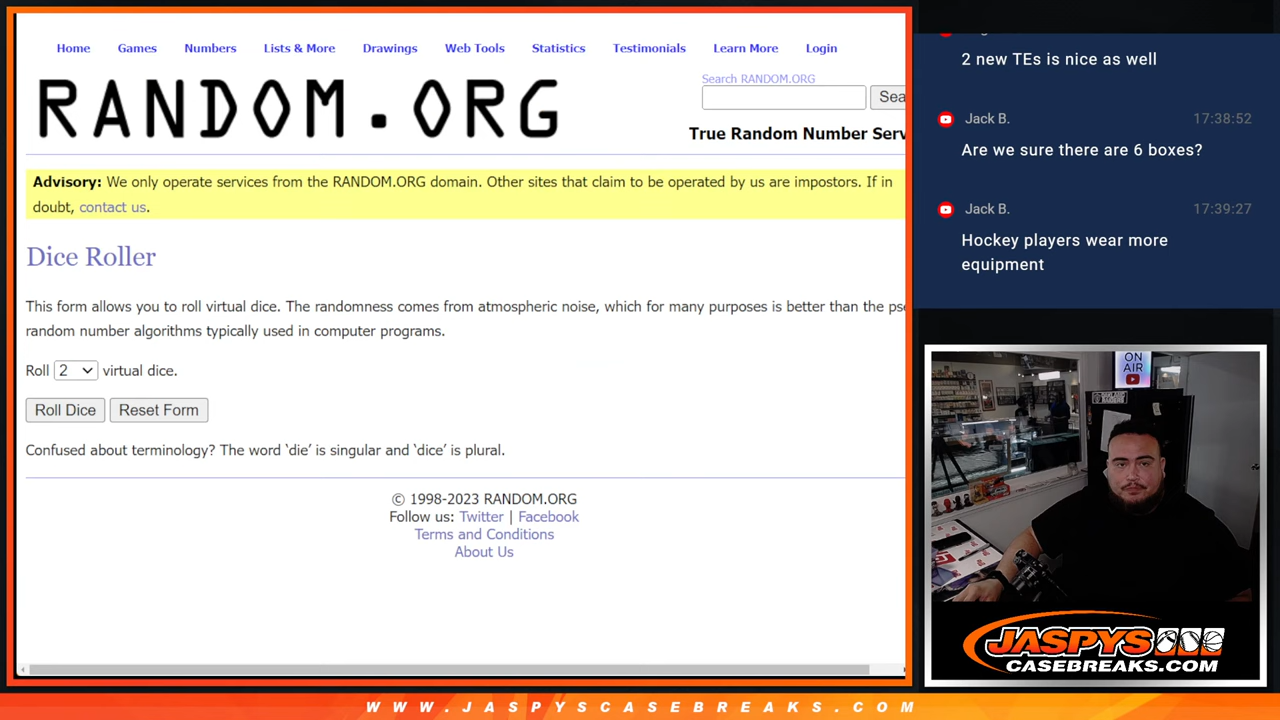 Home Games Numbers Lists & More Drawings Web Tools Statistics Testimonials Learn More Login
RANDOM.ORG
Search RANDOM.ORG
Sea
True Random Number Serv
Advisory: We only operate services from the RANDOM.ORG domain. Other sites that claim to be operated by us are impostors. If in
doubt, contact us.
Dice Roller
This form allows you to roll virtual dice. The randomness comes from atmospheric noise, which for many purposes is better than the pse
random number algorithms typically used in computer programs.
Roll 2 virtual dice.
Roll Dice Reset Form
Confused about terminology? The word ‘die’ is singular and ‘dice’ is plural.
© 1998-2023 RANDOM.ORG
Follow us: Twitter | Facebook
Terms and Conditions
About Us
2 new TEs is nice as well
Jack B. 17:38:52
Are we sure there are 6 boxes?
Jack B. 17:39:27
Hockey players wear more
equipment
ON
AIR
JASPYS
CASEBREAKS.COM
WWW.JASPYSCASEBREAKS.COM